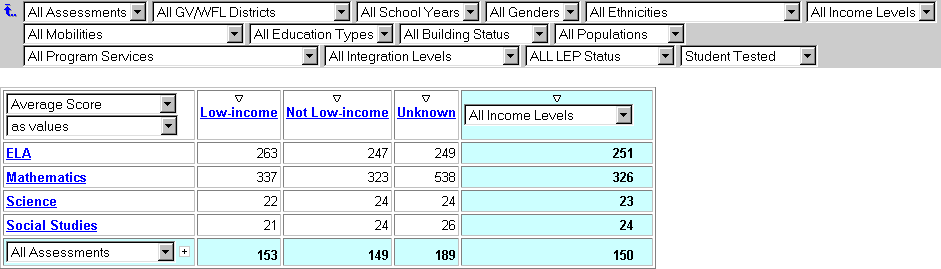 All Assessments All GV/WFL Districts All School Years All Genders All Ethnicities All Income Levels
All Mobilities All Education Types All Building Status All Populations
All Program Services All Integration Levels ALL LEP Status Student Tested
Average Score
as values
Low-income Not Low-income Unknown All Income Levels
ELA 263 247 249 251
Mathematics 337 323 538 326
Science 22 24 24 23
Social Studies 21 24 26 24
All Assessments + 153 149 189 150